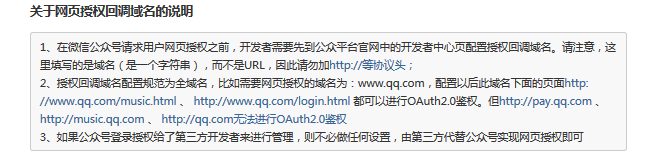 关于网页授权回调域名的说明
1、在微信公众号请求用户网页授权之前，开发者需要先到公众平台官网中的开发者中心页配置授权回调域名。请注意，这
里填写的是域名（是一个字符串），而不是URL，因此请勿加http://等协议头；
2、授权回调域名配置规范为全域名，比如需要网页授权的域名为：www.qq.com，配置以后此域名下面的页面http:
//www.qq.com/music.html 、 http://www.qq.com/login.html 都可以进行OAuth2.0鉴权。但http://pay.qq.com 、
http://music.qq.com 、 http://qq.com无法进行OAuth2.0鉴权
3、如果公众号登录授权给了第三方开发者来进行管理，则不必做任何设置，由第三方代替公众号实现网页授权即可